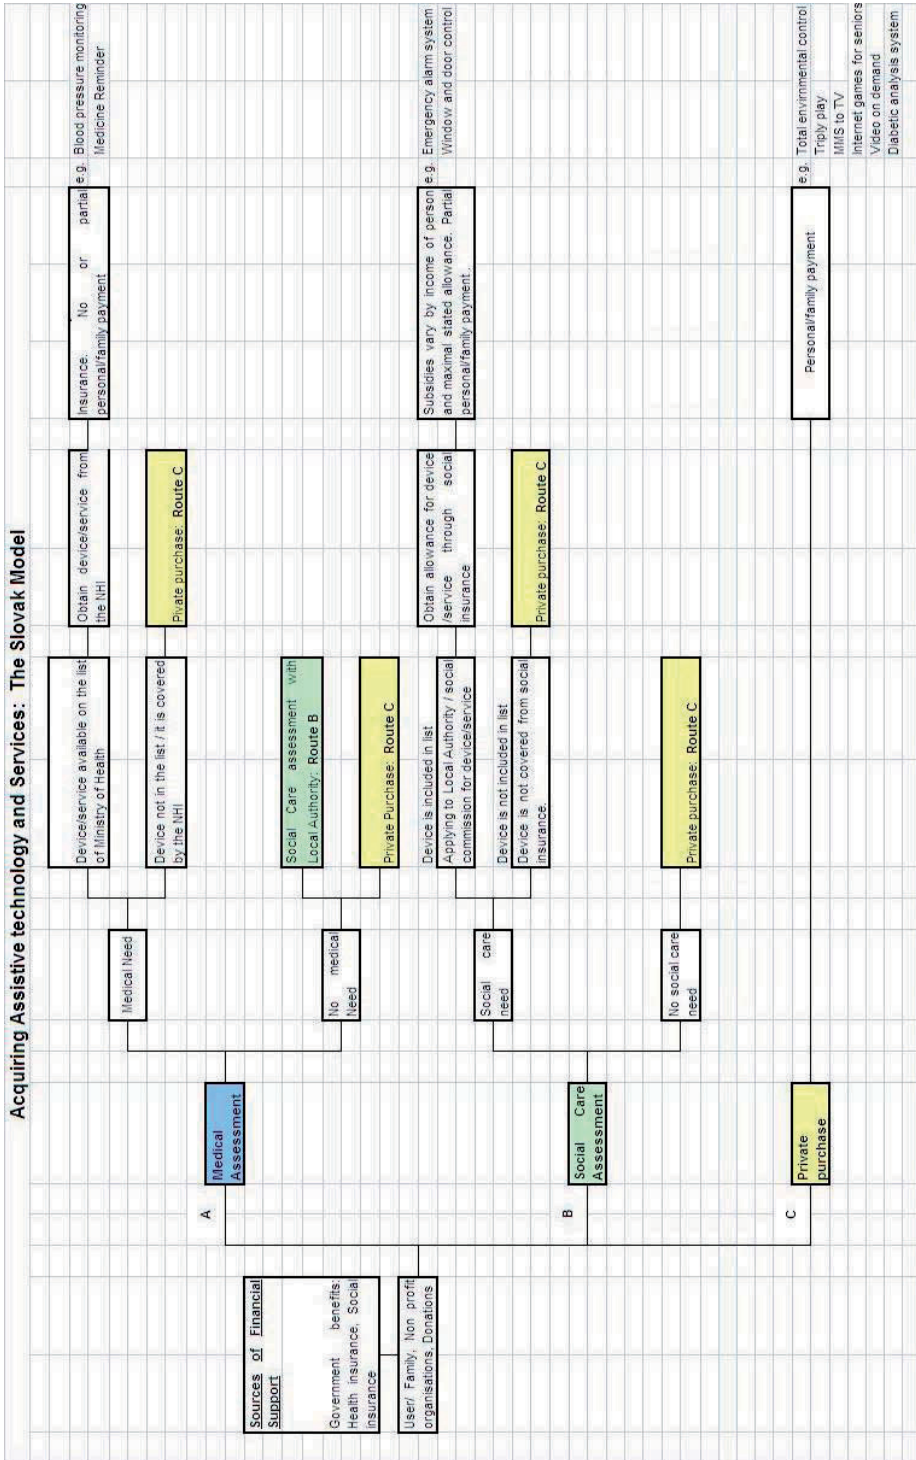 Acquiring Assistive technology and Services: The Slovak Model
Sources of Financial
Support
Government benefits:
Health insurance, Social
insurance
User/ Family, Non profit
organisations, Donations
A
Medical
Assessment
Medical Need
Device/service available on the list
of Ministry of Health
Obtain device/service from
the NHI
Insurance. No or partial
personal/family payment
e.g. Blood pressure monitoring
Medicine Reminder
Device not in the list / it is covered
by the NHI
Private purchase: Route C
No medical
Need
Social Care assessment with
Local Authority: Route B
Private Purchase: Route C
B
Social Care
Assessment
Social care
need
Device is included in list
Applying to Local Authority / social
commission for device/service
Obtain allowance for device
/service through social
insurance
Subsidies vary by income of person
and maximal stated allowance. Partial
personal/family payment.
e.g. Emergency alarm system
Window and door control
Device is not included in list
Device is not covered from social
insurance.
Private purchase: Route C
No social care
need
Private purchase: Route C
C
Private
purchase
Personal/family payment
e.g. Total envirnmental control
Triply play
MMS to TV
Internet games for seniors
Video on demand
Diabetic analysis system